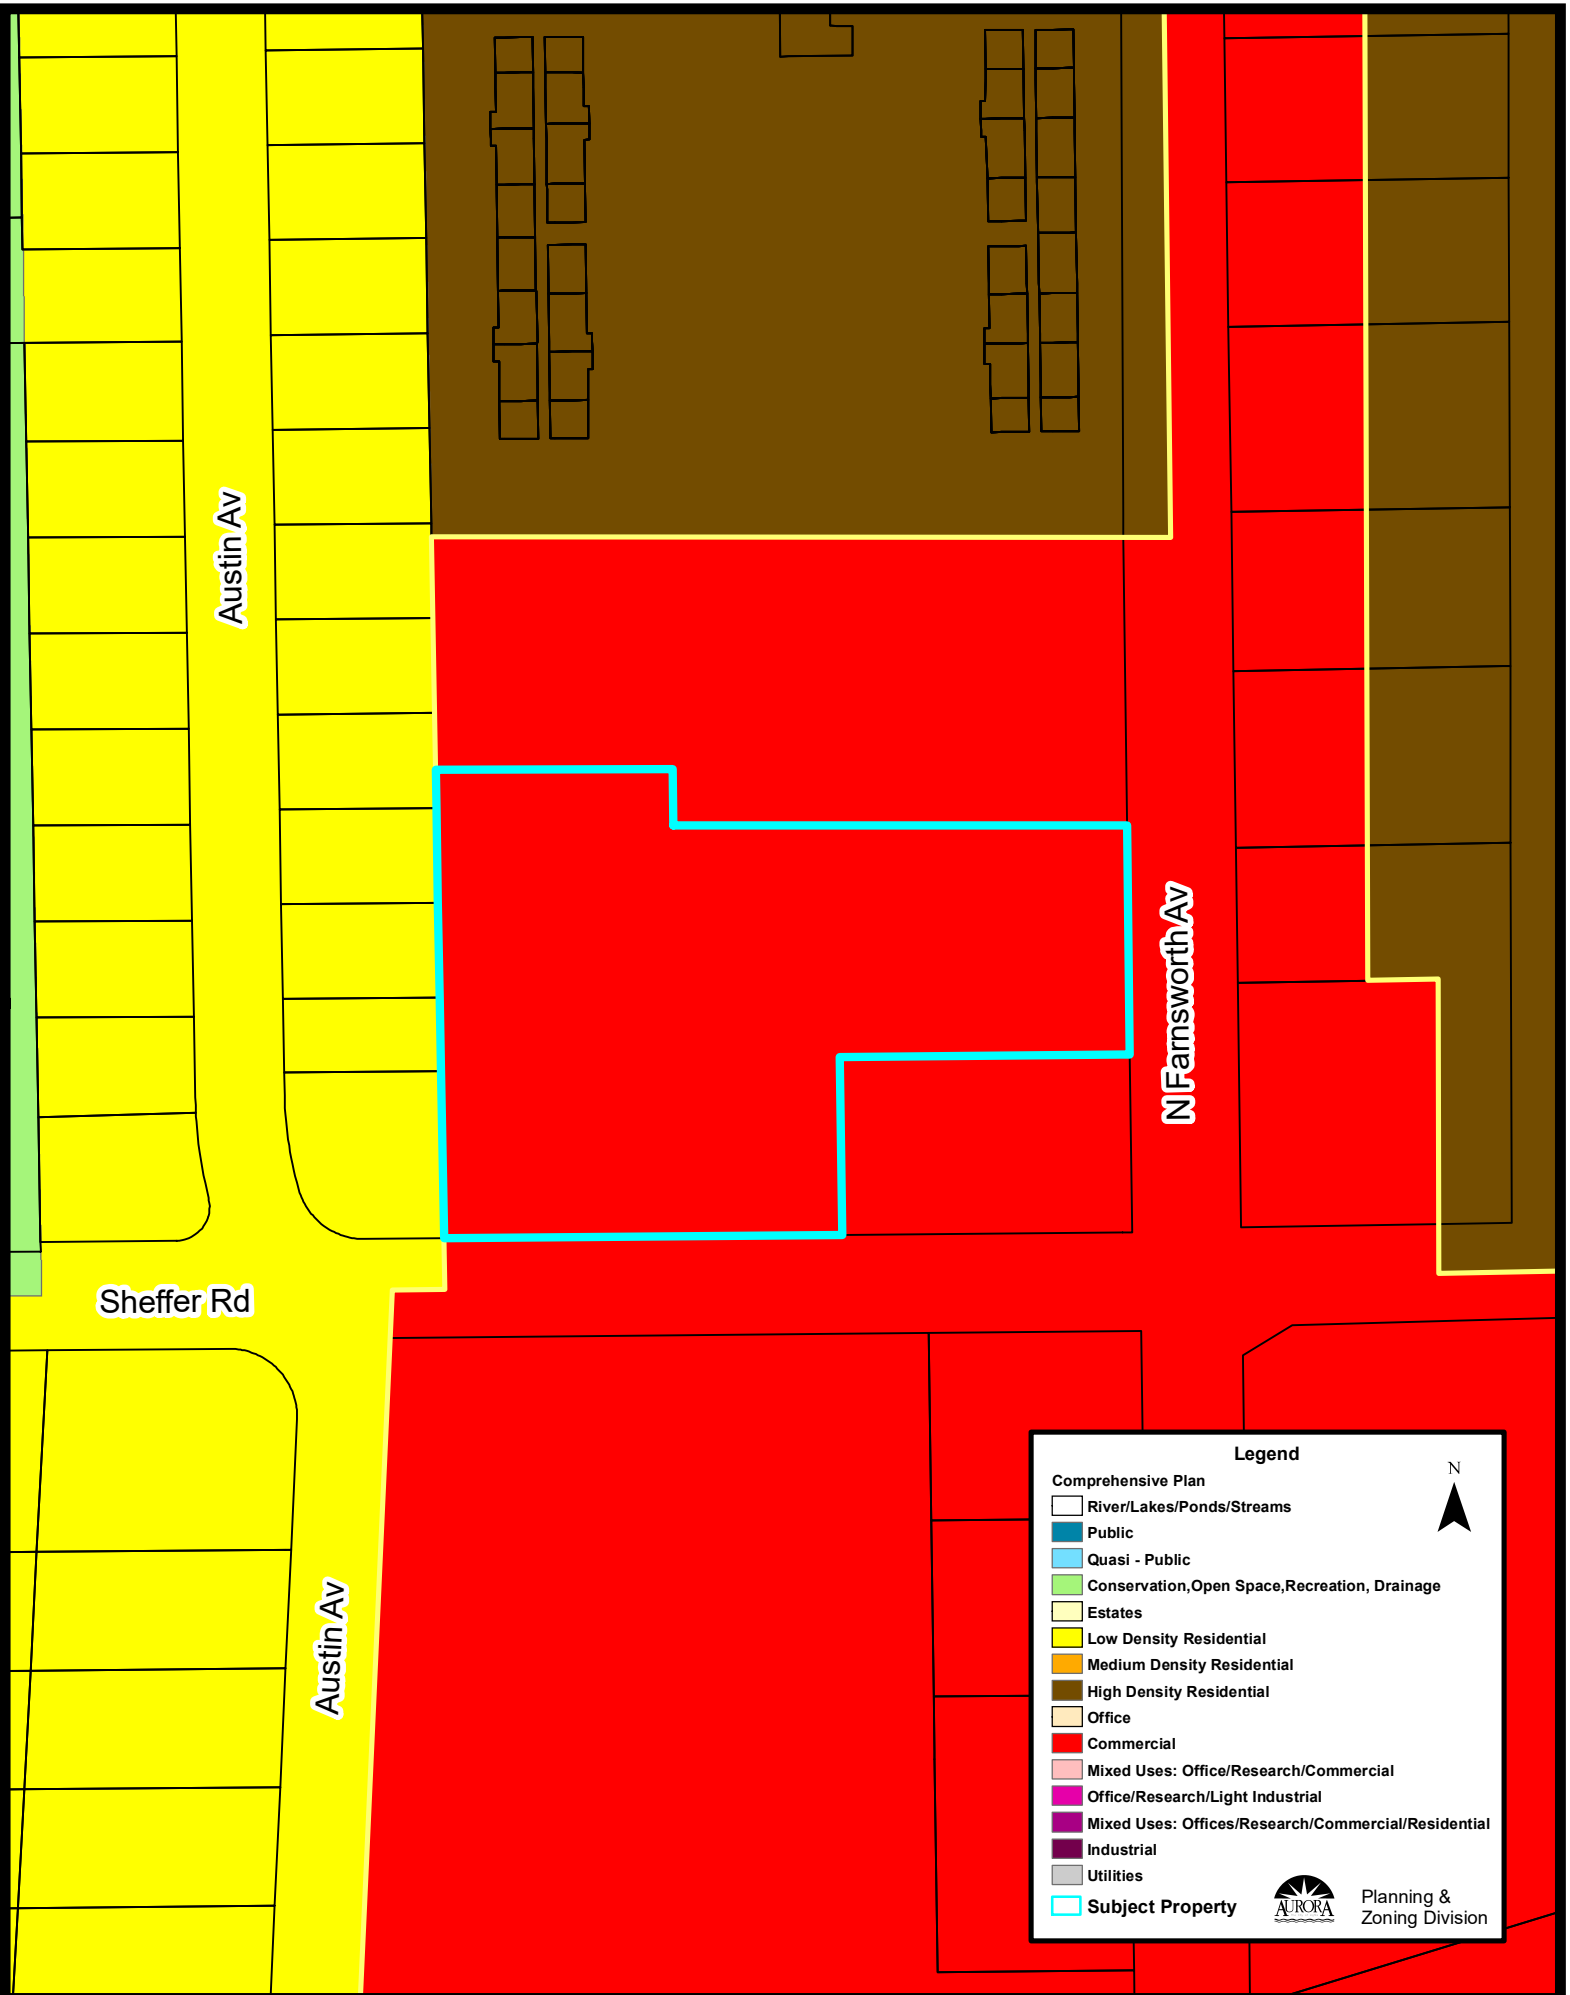 Austin Av
N Farnsworth Av
Sheffer Rd
Austin Av
Legend
N
Comprehensive Plan
River/Lakes/Ponds/Streams
Public
Quasi - Public
Conservation,Open Space,Recreation, Drainage
Estates
Low Density Residential
Medium Density Residential
High Density Residential
Office
Commercial
Mixed Uses: Office/Research/Commercial
Office/Research/Light Industrial
Mixed Uses: Offices/Research/Commercial/Residential
Industrial
Utilities
Subject Property
AURORA
Planning &
Zoning Division